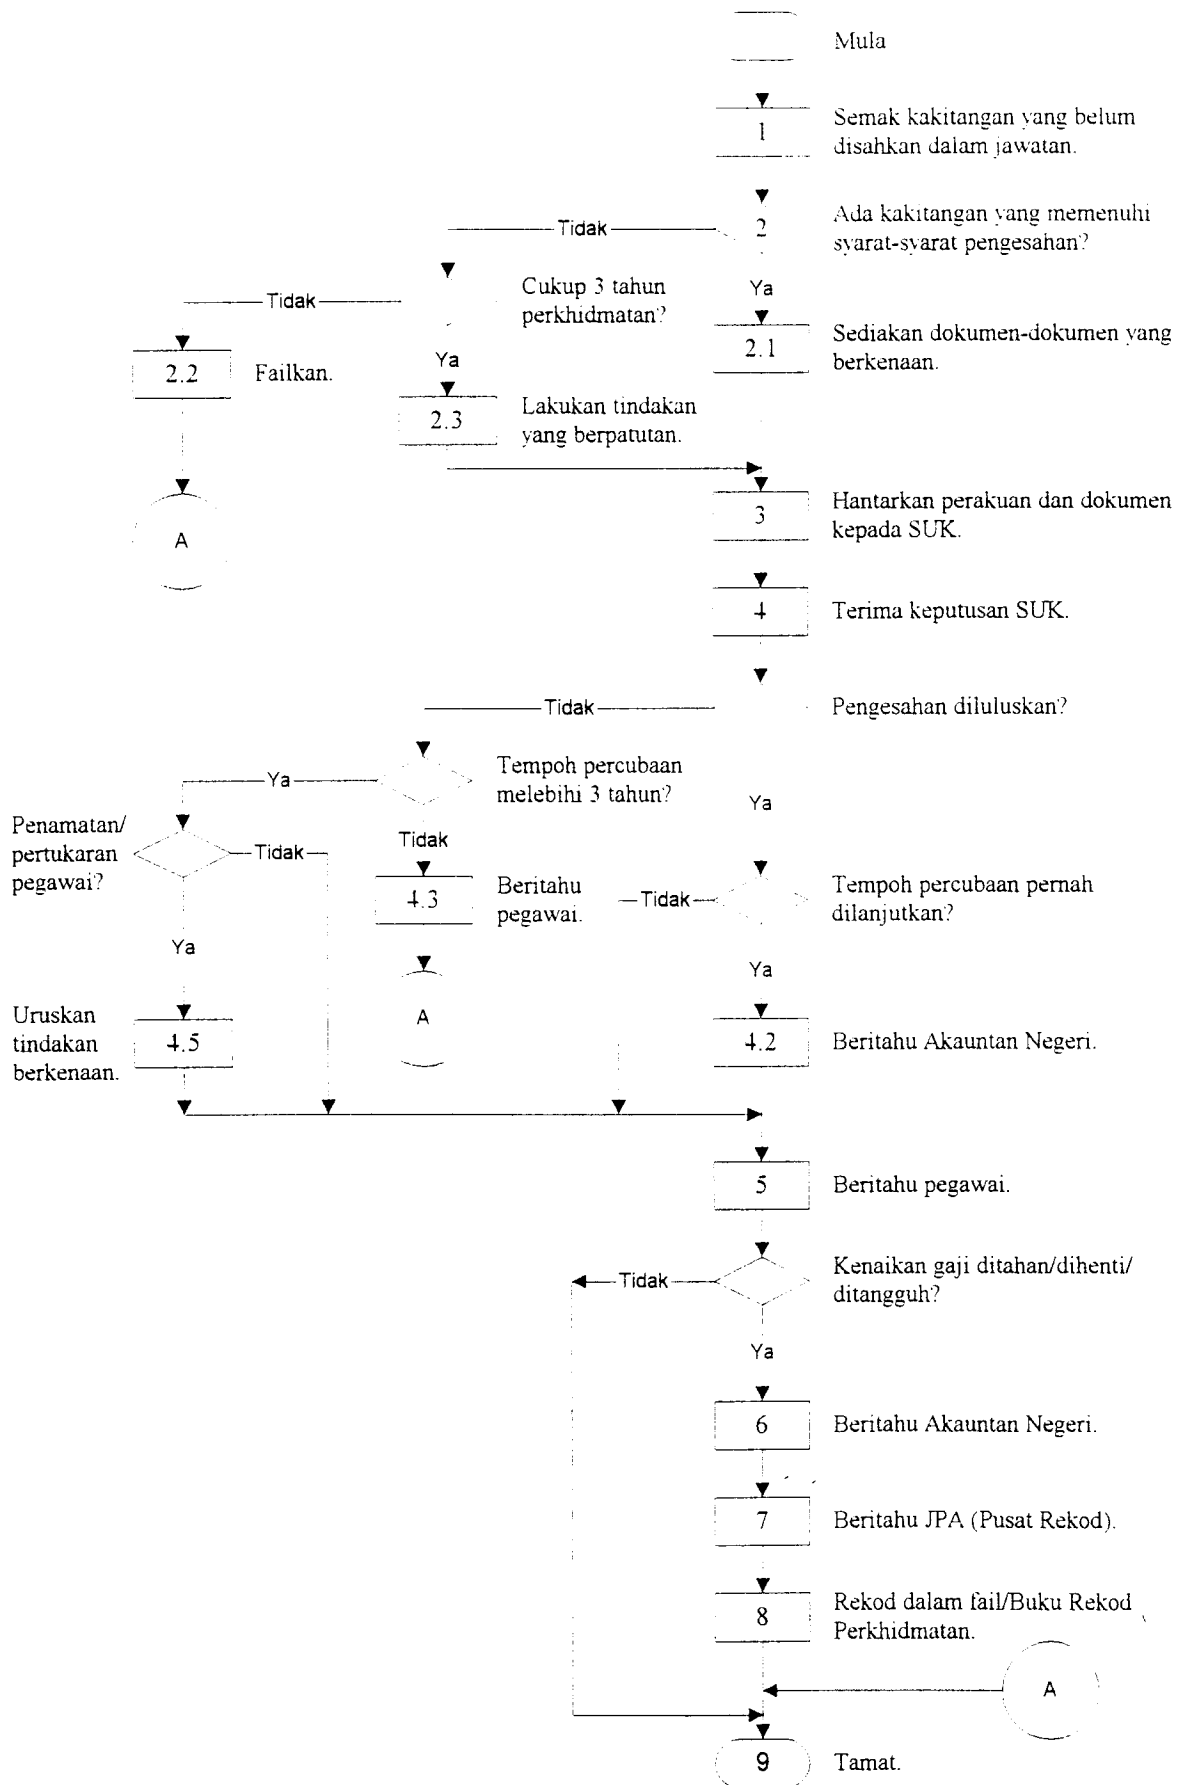 Mula
1
Semak kakitangan yang belum
disahkan dalam jawatan.
Tidak
2
Ada kakitangan yang memenuhi
syarat-syarat pengesahan?
Tidak
Cukup 3 tahun
perkhidmatan?
Ya
Ya
2.1
Sediakan dokumen-dokumen yang
berkenaan.
2.2
Failkan.
2.3
Lakukan tindakan
yang berpatutan.
3
Hantarkan perakuan dan dokumen
kepada SUK.
A
4
Terima keputusan SUK.
Tidak
Pengesahan diluluskan?
Ya
Tempoh percubaan
melebihi 3 tahun?
Ya
Penamatan/
pertukaran
pegawai?
Tidak
Tidak
4.3
Beritahu
pegawai.
Tidak
Tempoh percubaan pernah
dilanjutkan?
Ya
Ya
Uruskan
tindakan
berkenaan.
4.5
A
4.2
Beritahu Akauntan Negeri.
5
Beritahu pegawai.
Tidak
Kenaikan gaji ditahan/dihenti/
ditangguh?
Ya
6
Beritahu Akauntan Negeri.
7
Beritahu JPA (Pusat Rekod).
8
Rekod dalam fail/Buku Rekod
Perkhidmatan.
A
9
Tamat.